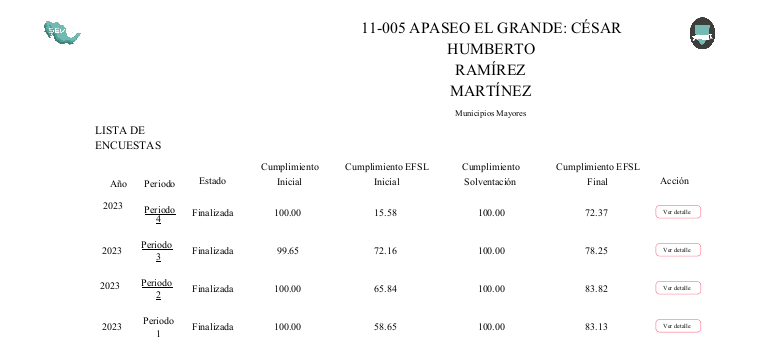 SEV
11-005 APASEO EL GRANDE: CÉSAR
HUMBERTO
RAMÍREZ
MARTÍNEZ
Municipios Mayores
LISTA DE
ENCUESTAS
Año Periodo Estado Cumplimiento Inicial Cumplimiento EFSL Inicial Cumplimiento Solventación Cumplimiento EFSL Final Acción
2023 Periodo 4 Finalizada 100.00 15.58 100.00 72.37 Ver detalle
2023 Periodo 3 Finalizada 99.65 72.16 100.00 78.25 Ver detalle
2023 Periodo 2 Finalizada 100.00 65.84 100.00 83.82 Ver detalle
2023 Periodo 1 Finalizada 100.00 58.65 100.00 83.13 Ver detalle